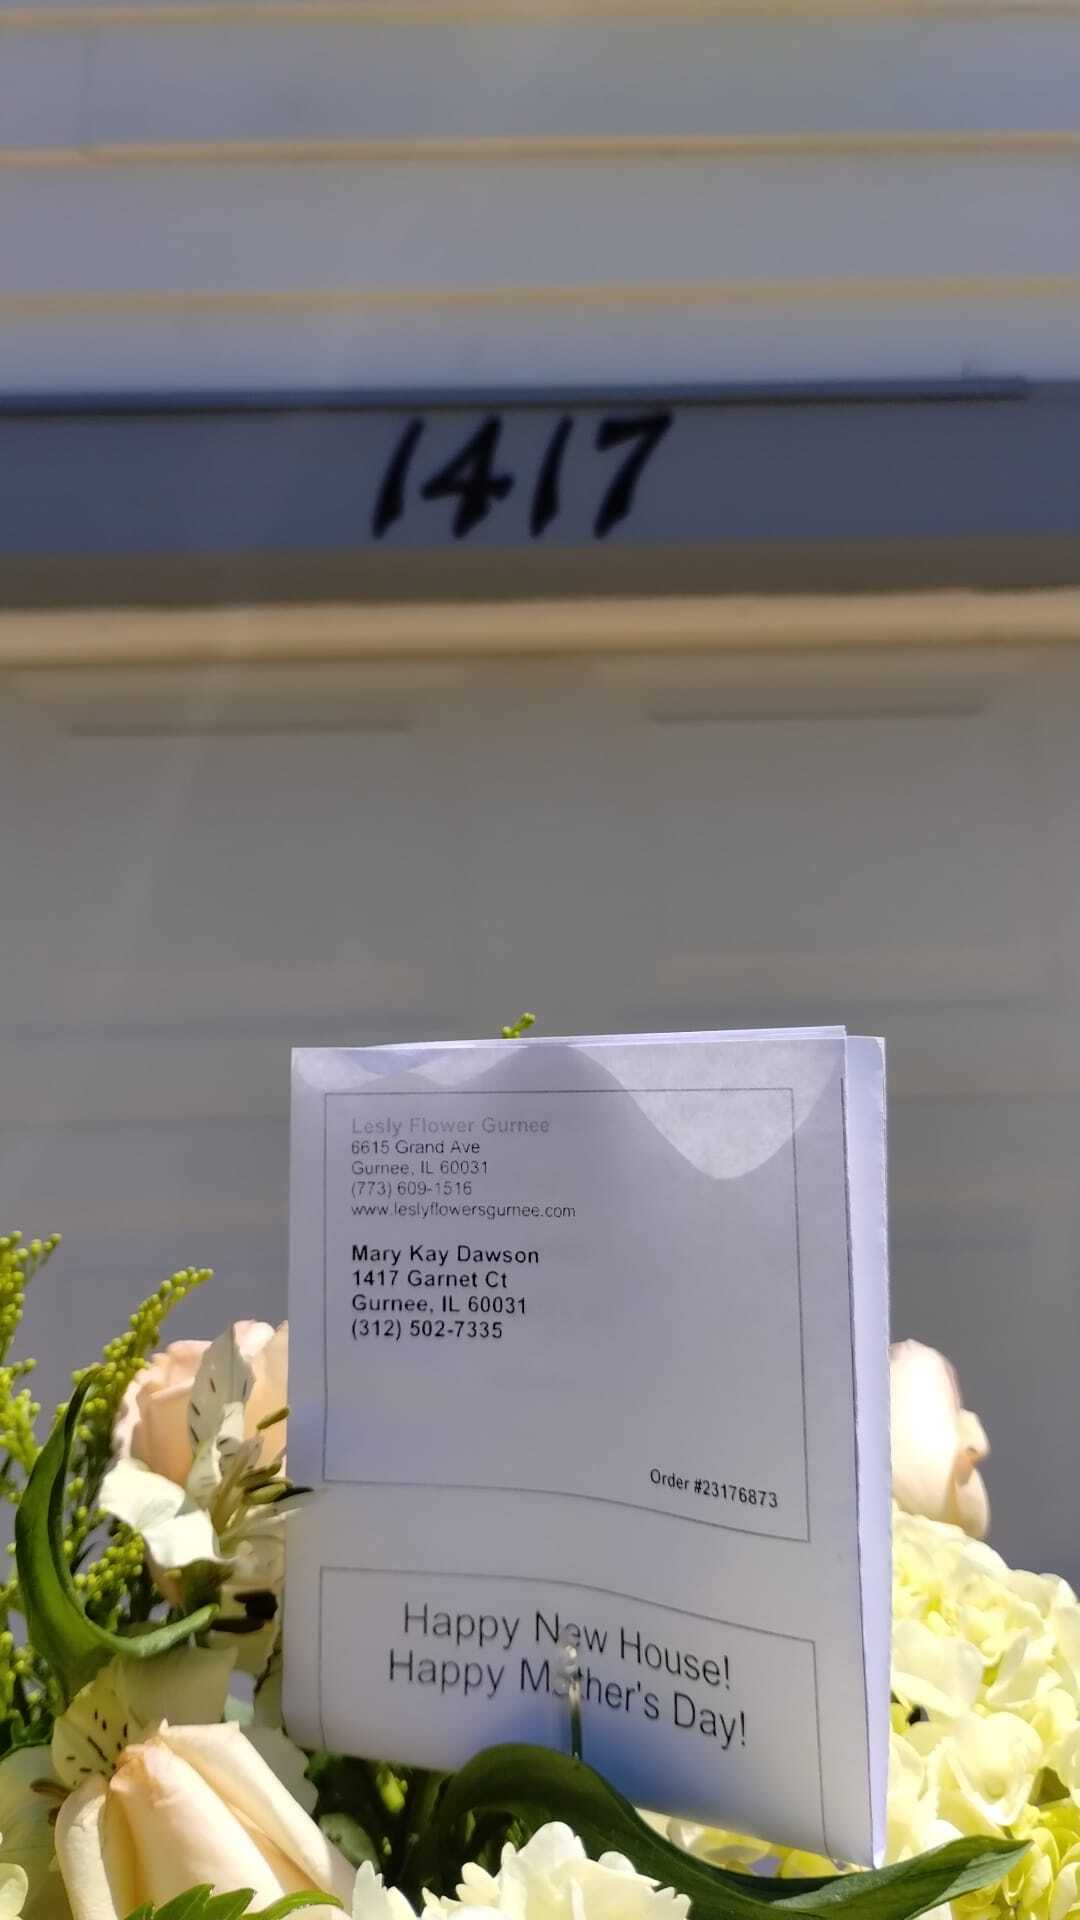 1417
Lesly Flower Gurnee
6615 Grand Ave
Gurnee, IL 60031
(773) 609-1516
www.leslyflowersgurnee.com
Mary Kay Dawson
1417 Garnet Ct
Gurnee, IL 60031
(312) 502-7335
Order #23176873
Happy New House!
Happy Mother's Day!